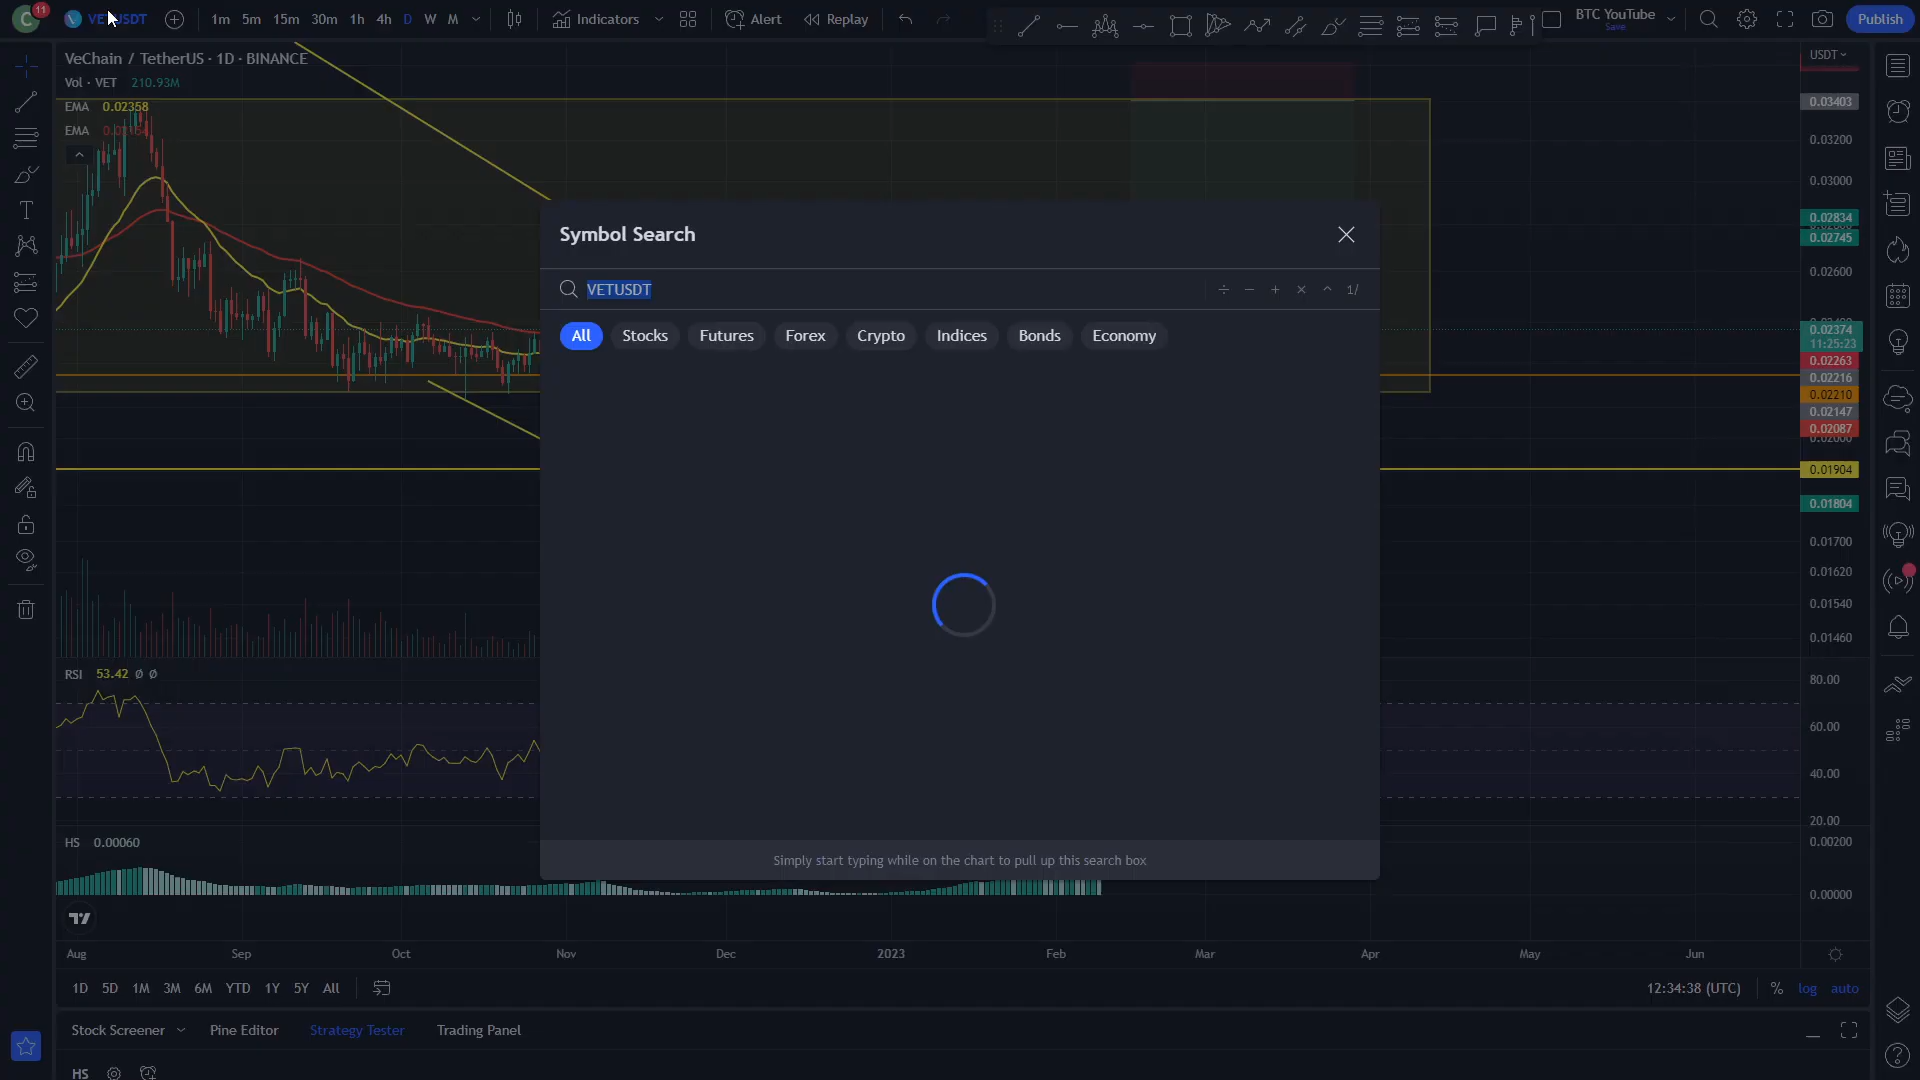 C 11 VETUSDT 1m 5m 15m 30m 1h 4h D W M Indicators Alert Replay BTC YouTube Save Publish
VeChain / TetherUS · 1D · BINANCE USDT
Vol · VET 210.93M
EMA 0.02358
EMA
0.03403
0.03200
0.03000
0.02834
0.02745
0.02600
0.02374
11:25:23
0.02263
0.02216
0.02210
0.02147
0.02087
0.02000
0.01904
0.01804
0.01700
0.01620
0.01540
0.01460
Symbol Search
VETUSDT ÷ − + × ^ 1/
All Stocks Futures Forex Crypto Indices Bonds Economy
Simply start typing while on the chart to pull up this search box
RSI 53.42 ∅ ∅
80.00
60.00
40.00
20.00
HS 0.00060
0.00200
0.00000
Aug Sep Oct Nov Dec 2023 Feb Mar Apr May Jun
1D 5D 1M 3M 6M YTD 1Y 5Y All 12:34:38 (UTC) % log auto
Stock Screener Pine Editor Strategy Tester Trading Panel
HS